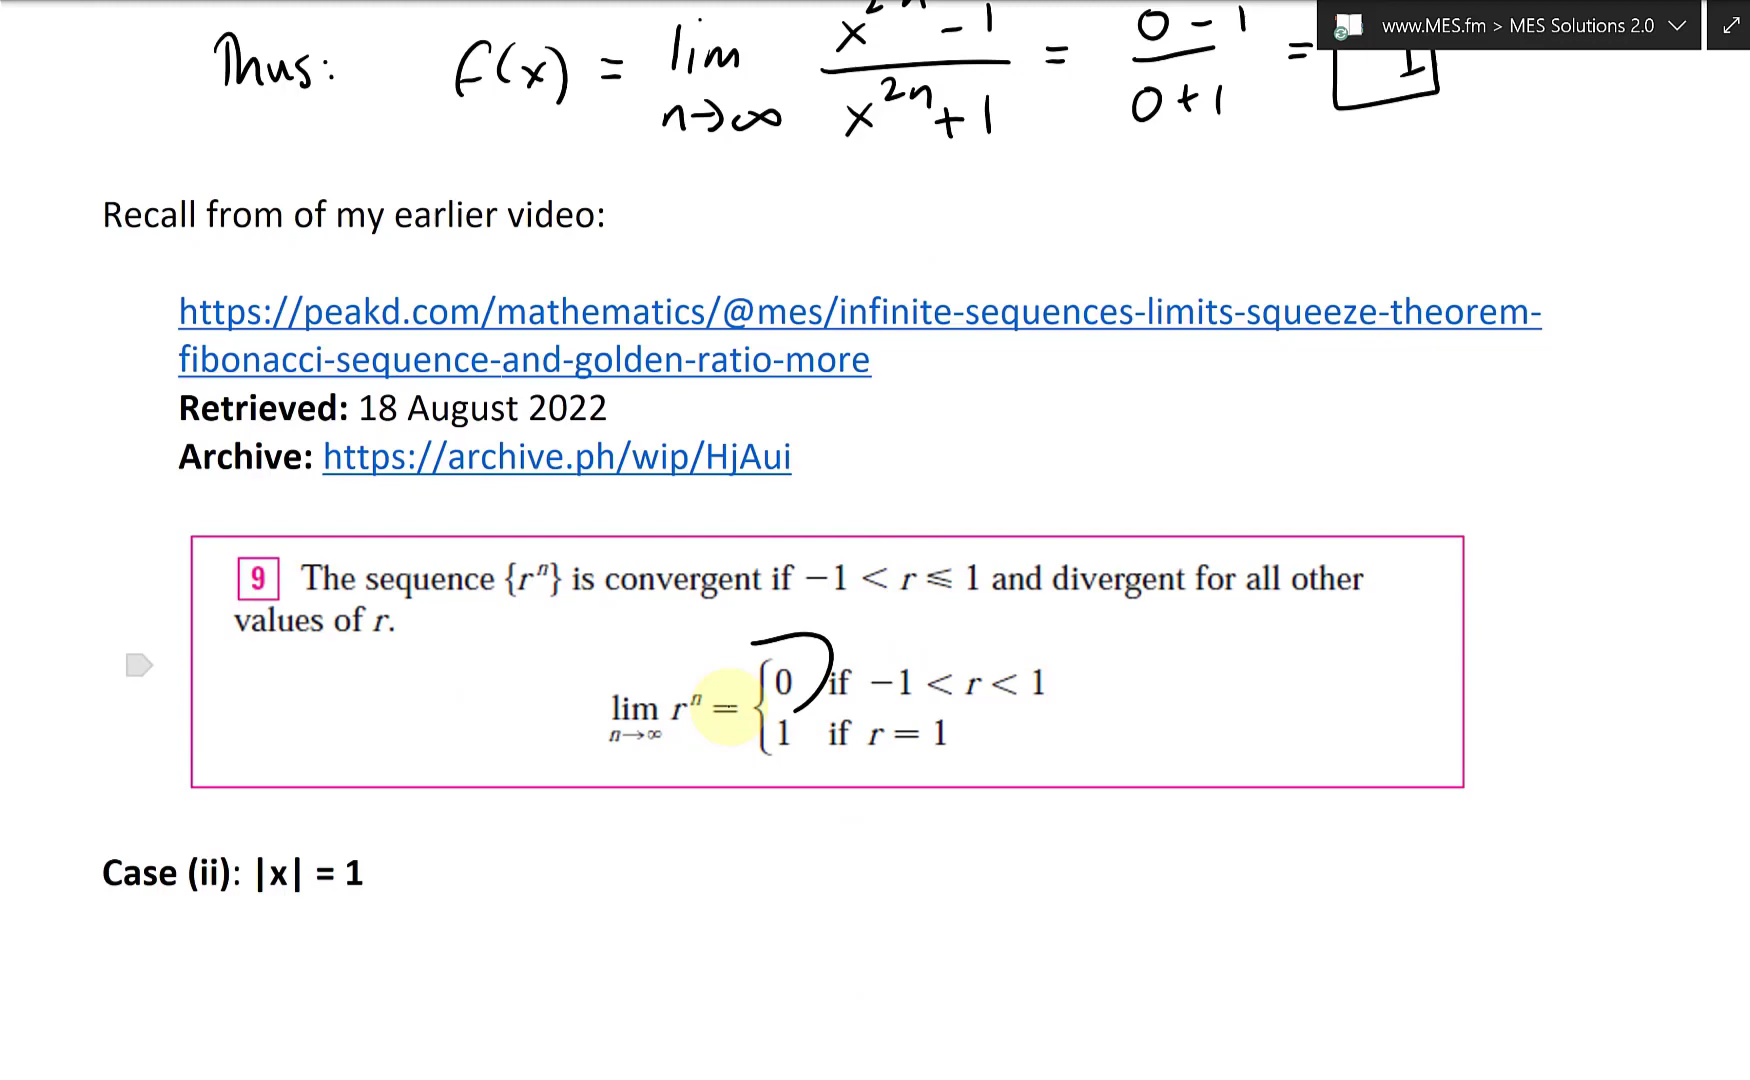 www.MES.fm > MES Solutions 2.0
Thus: f(x) = lim n→∞ x^2n - 1 / x^2n + 1 = 0 - 1 / 0 + 1 =
Recall from of my earlier video:
https://peakd.com/mathematics/@mes/infinite-sequences-limits-squeeze-theorem-
fibonacci-sequence-and-golden-ratio-more
Retrieved: 18 August 2022
Archive: https://archive.ph/wip/HjAui
9 The sequence {rⁿ} is convergent if −1 < r ⩽ 1 and divergent for all other
values of r.
lim n→∞ rⁿ = { 0 if −1 < r < 1
1 if r = 1
Case (ii): |x| = 1